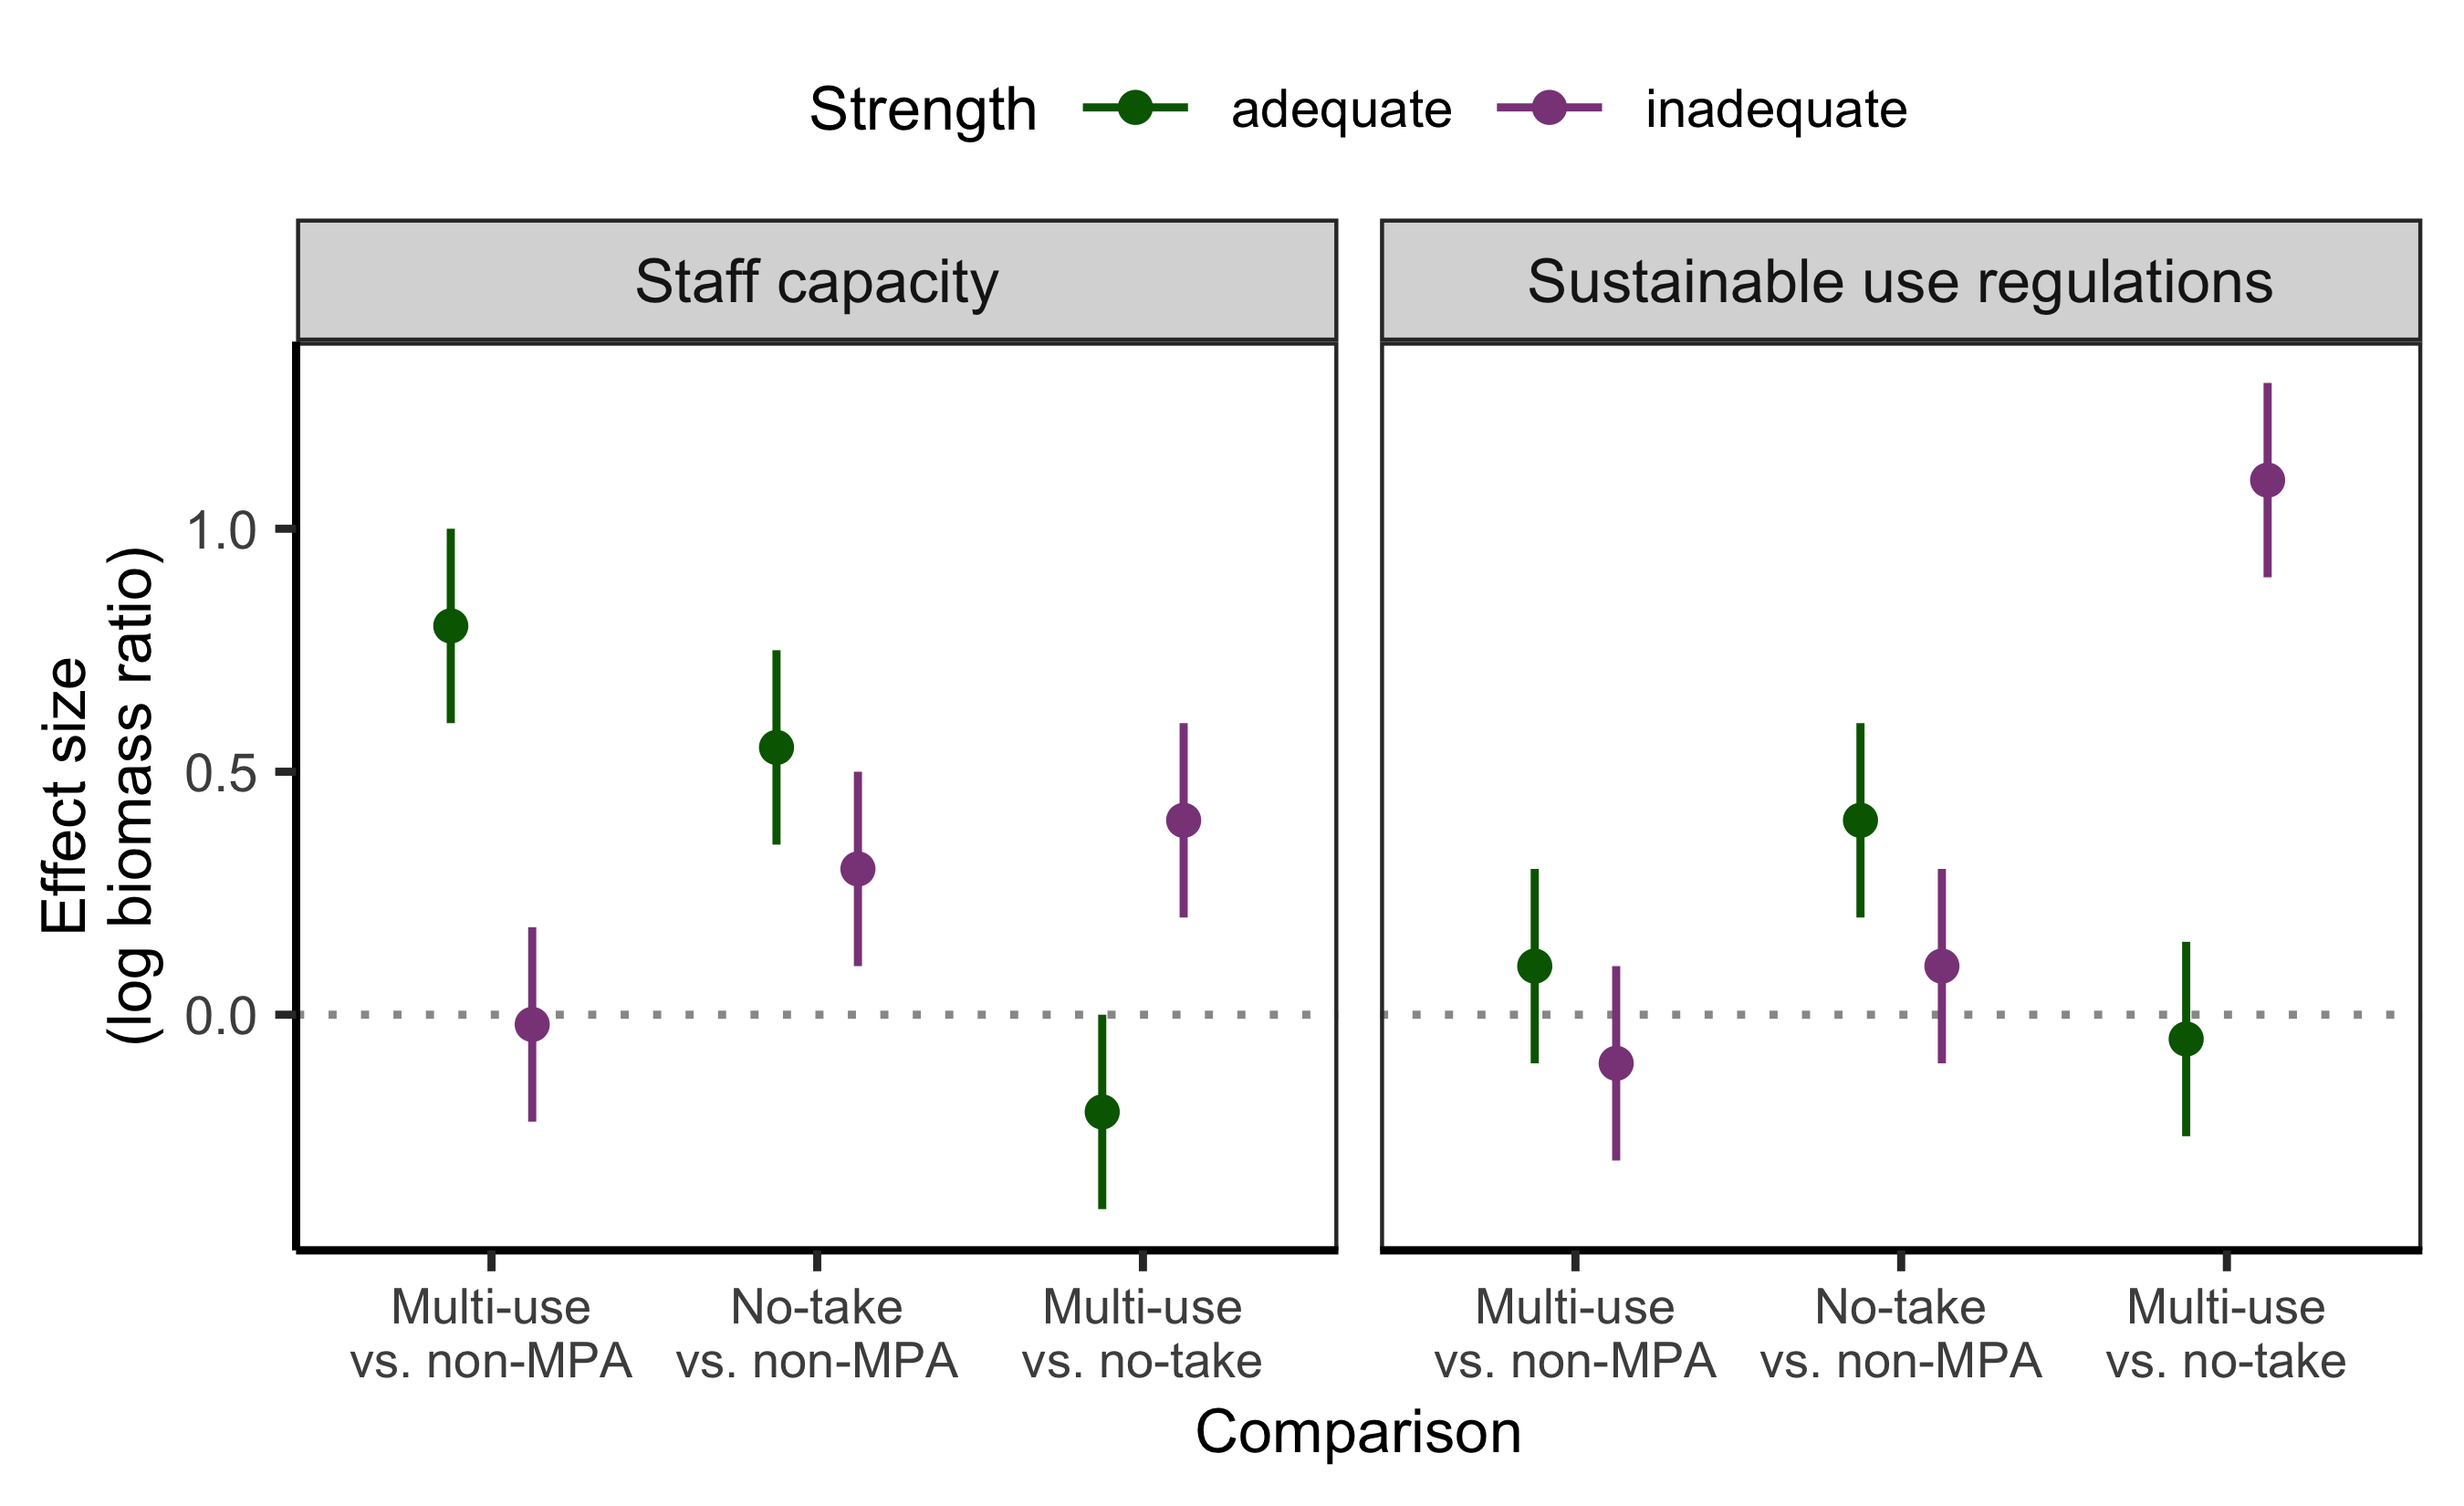 Strength adequate inadequate
Staff capacity
Sustainable use regulations
Effect size
(log biomass ratio)
1.0
0.5
0.0
Multi-use
vs. non-MPA
No-take
vs. non-MPA
Multi-use
vs. no-take
Multi-use
vs. non-MPA
No-take
vs. non-MPA
Multi-use
vs. no-take
Comparison